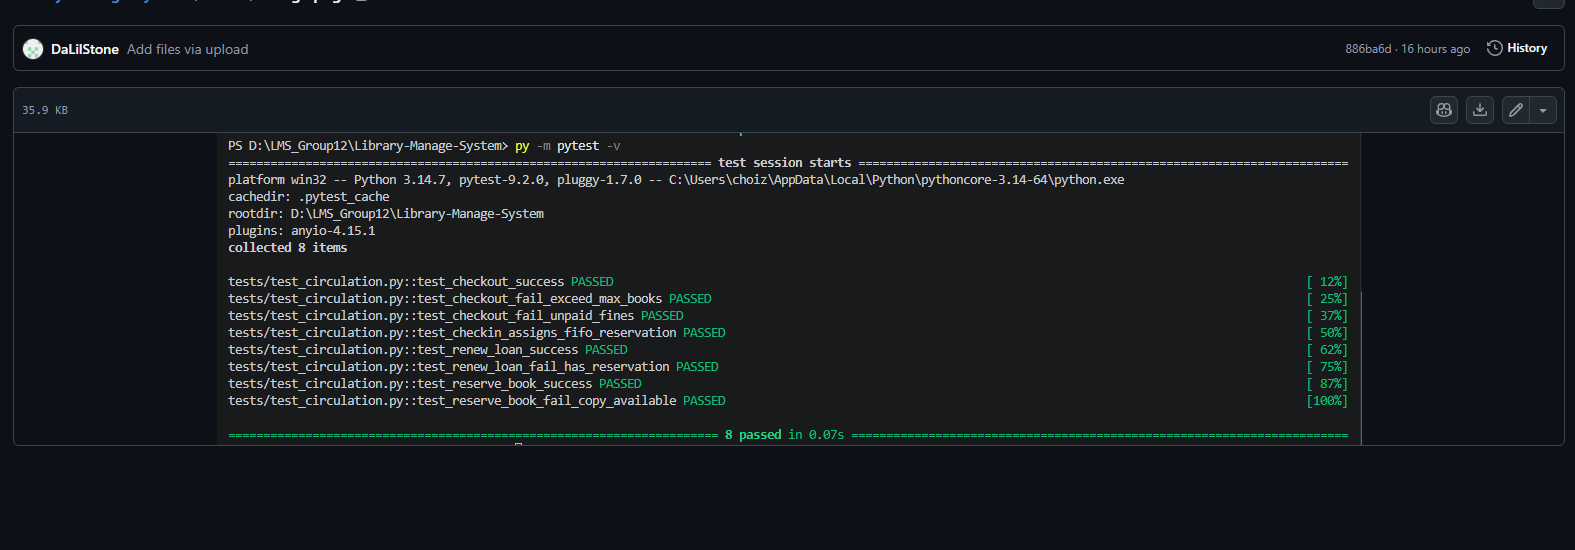 DaLilStone Add files via upload 886ba6d · 16 hours ago History
35.9 KB
PS D:\LMS_Group12\Library-Manage-System> py -m pytest -v
======================================================================= test session starts =======================================================================
platform win32 -- Python 3.14.7, pytest-9.2.0, pluggy-1.7.0 -- C:\Users\choiz\AppData\Local\Python\pythoncore-3.14-64\python.exe
cachedir: .pytest_cache
rootdir: D:\LMS_Group12\Library-Manage-System
plugins: anyio-4.15.1
collected 8 items
tests/test_circulation.py::test_checkout_success PASSED [ 12%]
tests/test_circulation.py::test_checkout_fail_exceed_max_books PASSED [ 25%]
tests/test_circulation.py::test_checkout_fail_unpaid_fines PASSED [ 37%]
tests/test_circulation.py::test_checkin_assigns_fifo_reservation PASSED [ 50%]
tests/test_circulation.py::test_renew_loan_success PASSED [ 62%]
tests/test_circulation.py::test_renew_loan_fail_has_reservation PASSED [ 75%]
tests/test_circulation.py::test_reserve_book_success PASSED [ 87%]
tests/test_circulation.py::test_reserve_book_fail_copy_available PASSED [100%]
======================================================================== 8 passed in 0.07s ========================================================================